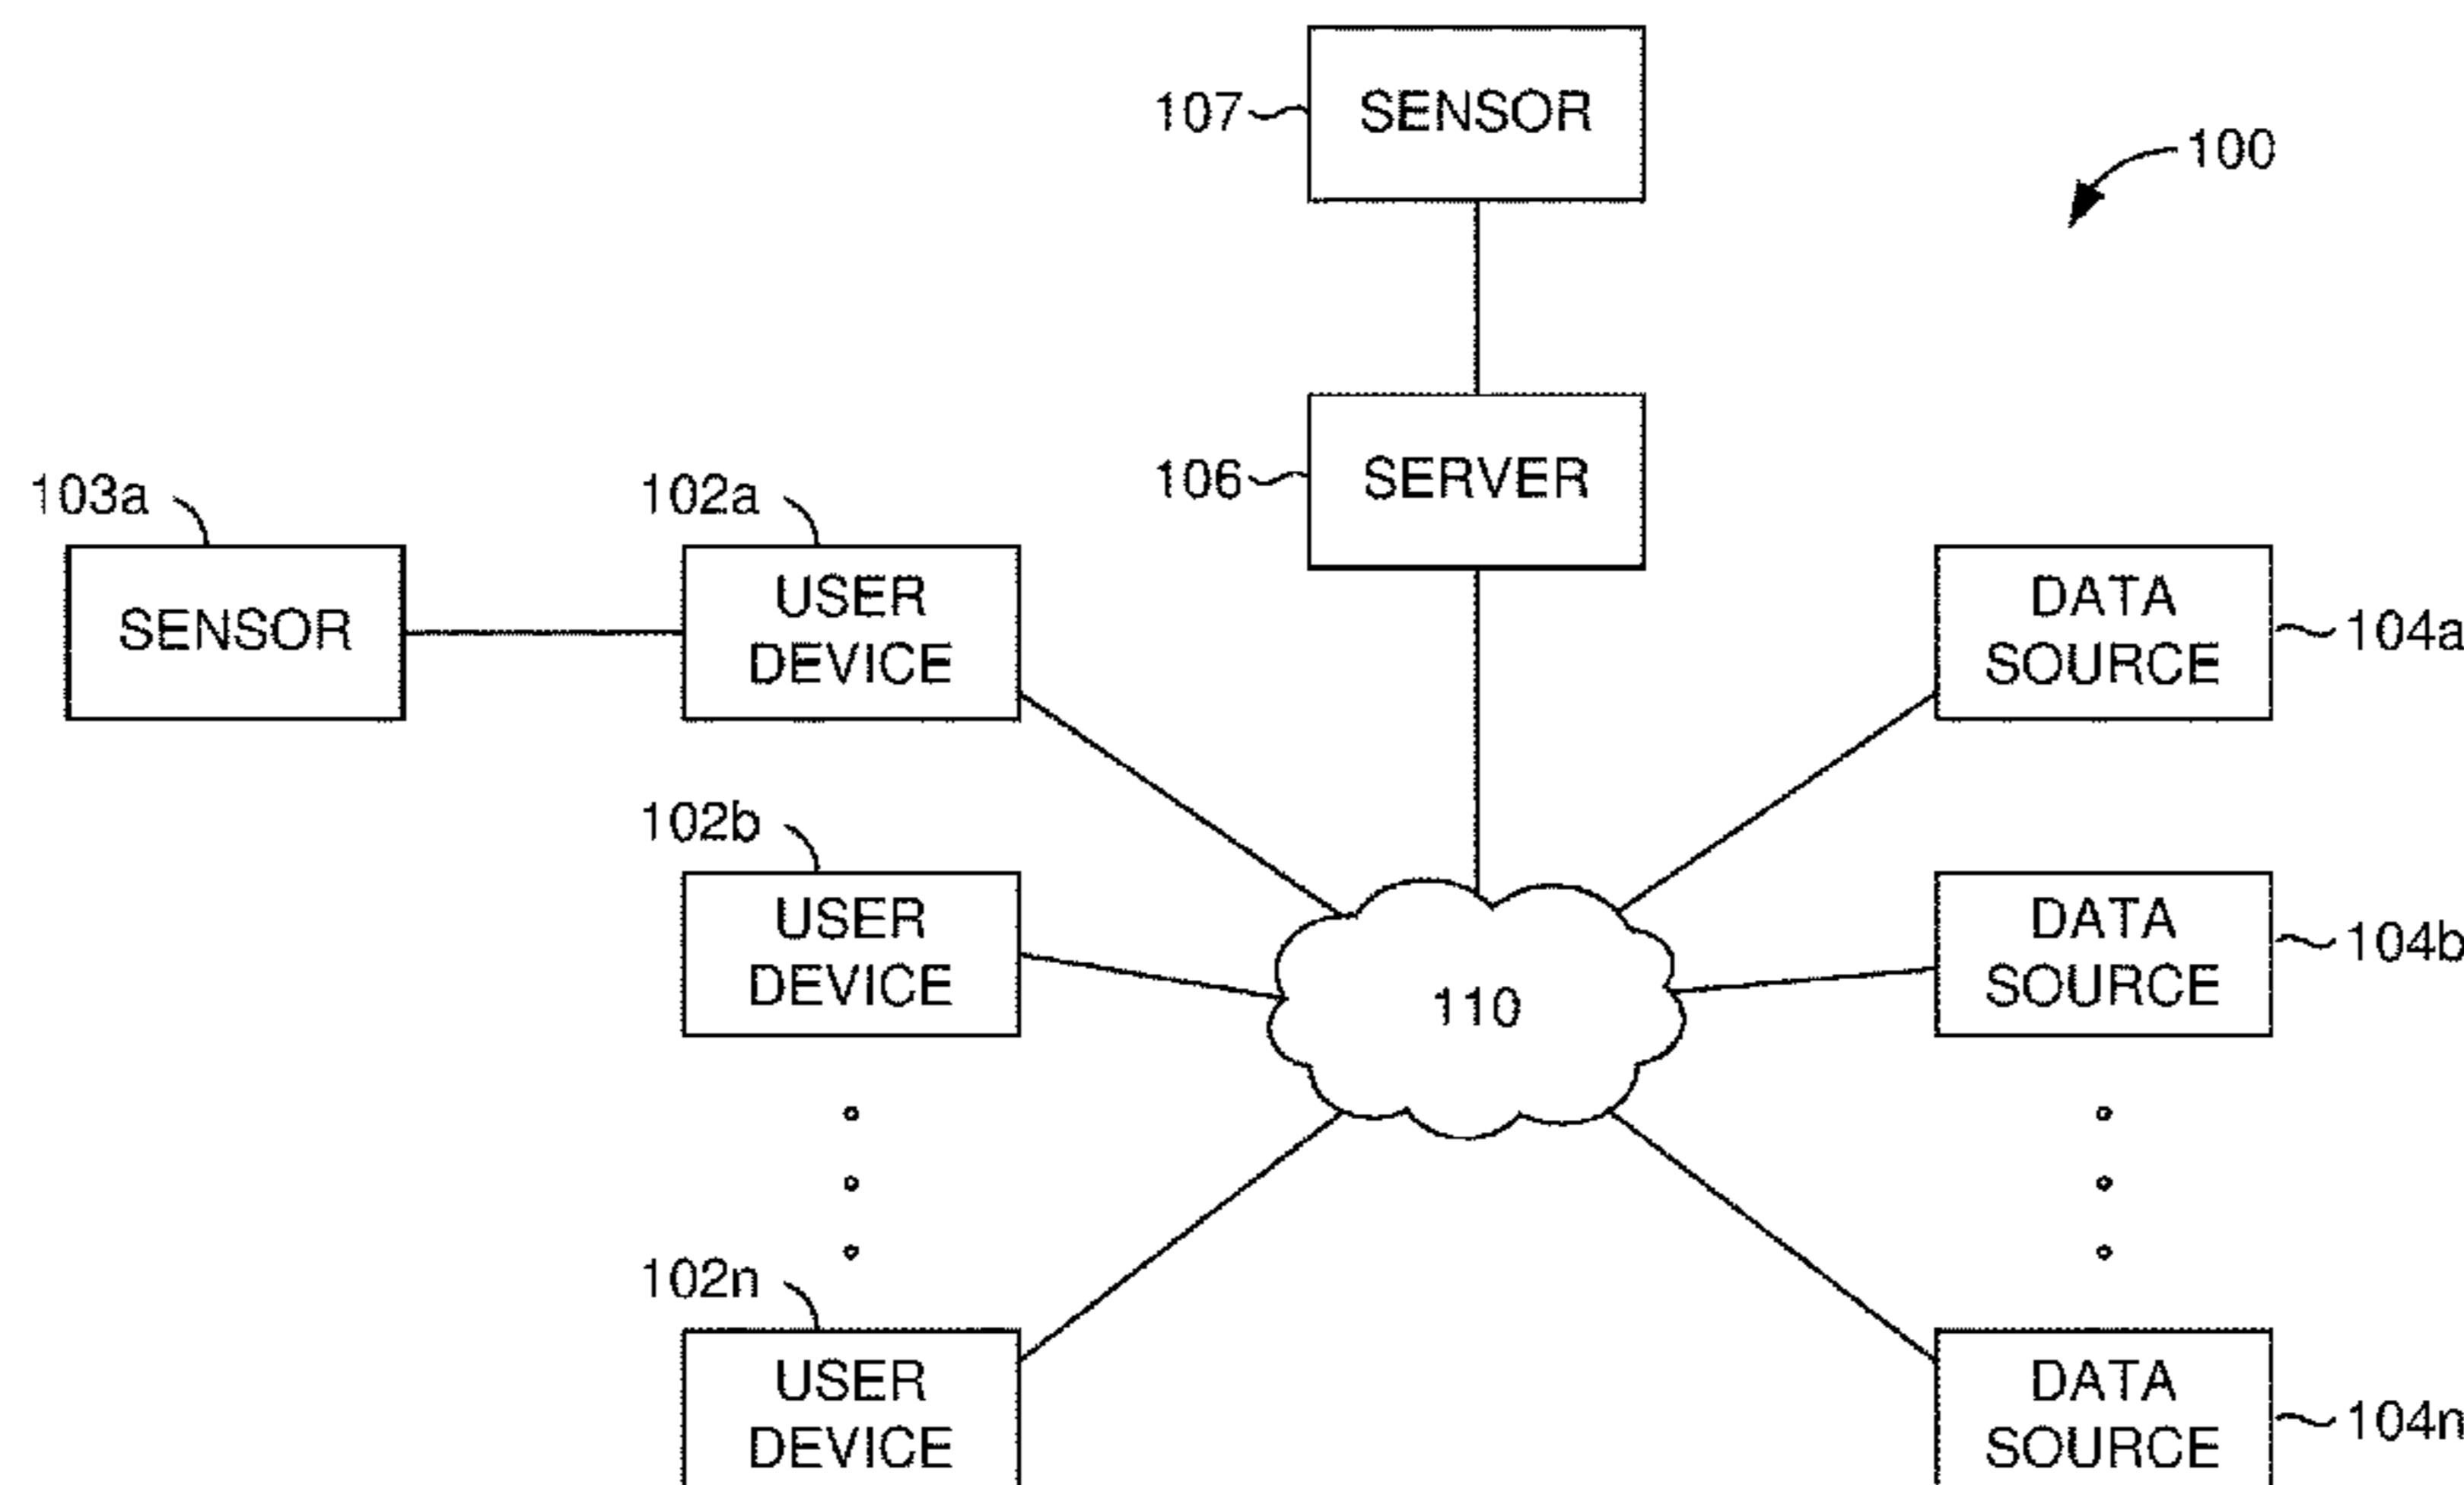 107
SENSOR
100
106
SERVER
103a
SENSOR
102a
USER
DEVICE
DATA
SOURCE
104a
102b
USER
DEVICE
110
DATA
SOURCE
104b
102n
USER
DEVICE
DATA
SOURCE
104n